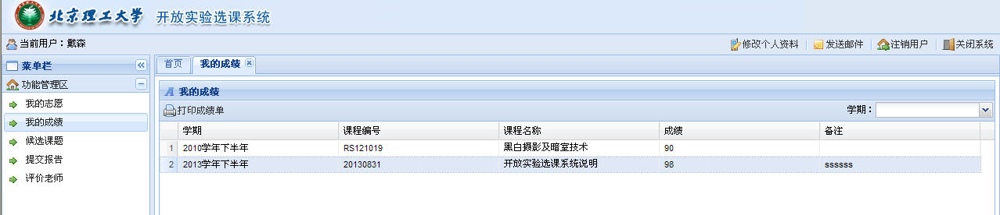 北京理工大学 开放实验选课系统
当前用户：戴森 修改个人资料 发送邮件 注销用户 关闭系统
菜单栏
功能管理区
我的志愿
我的成绩
候选课题
提交报告
评价老师
首页 我的成绩
我的成绩
打印成绩单 学期：
学期 课程编号 课程名称 成绩 备注
1 2010学年下半年 RS121019 黑白摄影及暗室技术 90
2 2013学年下半年 20130831 开放实验选课系统说明 98 ssssss